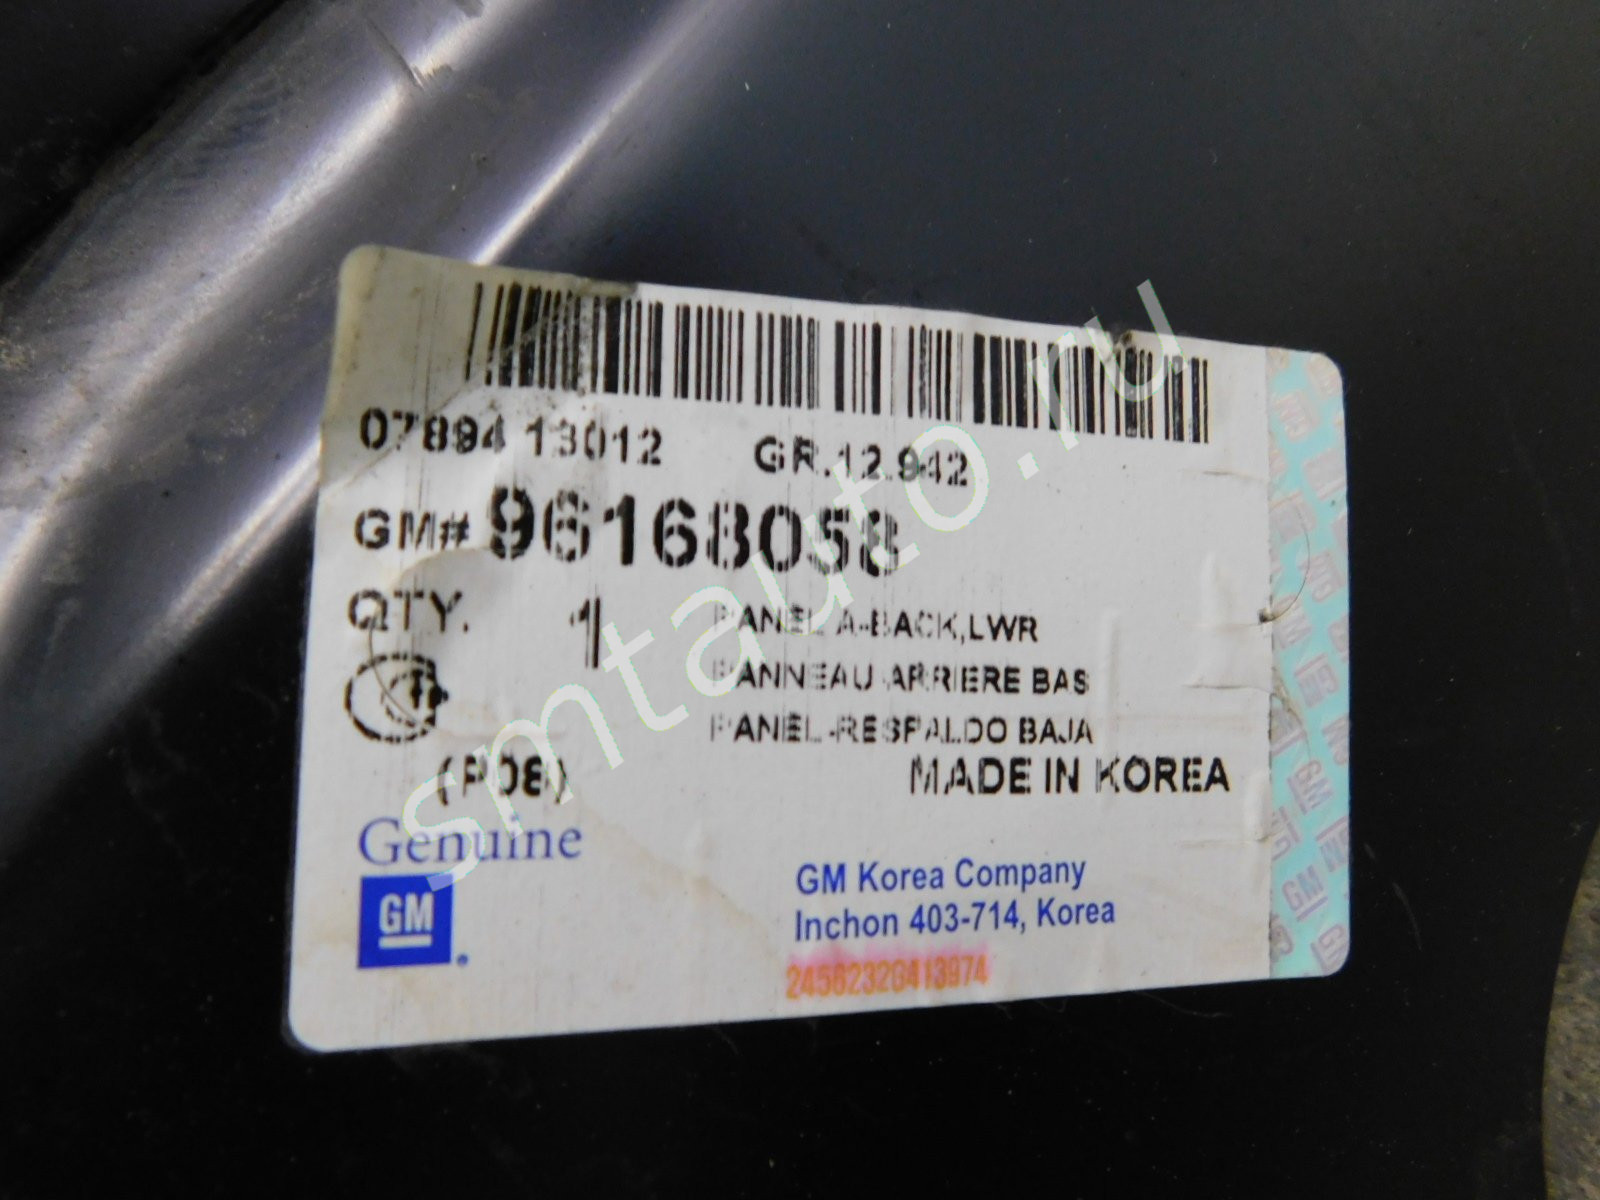 07894 13012 GR.12.942
GM# 96168058
QTY. 1 PANEL A-BACK,LWR
PANNEAU-ARRIERE BAS
PANEL-RESPALDO BAJA
(P08) MADE IN KOREA
Genuine
GM
GM Korea Company
Inchon 403-714, Korea
24582320413974
smtauto.ru